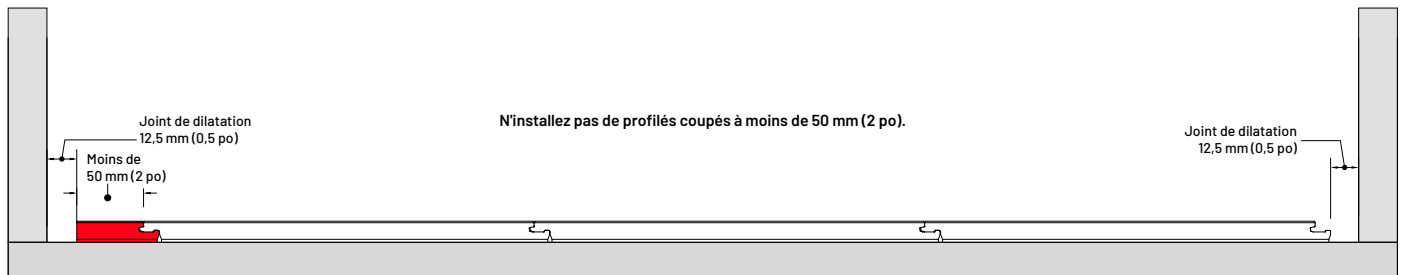 N'installez pas de profilés coupés à moins de 50 mm (2 po).
Joint de dilatation
12,5 mm (0,5 po)
Moins de
50 mm (2 po)
Joint de dilatation
12,5 mm (0,5 po)